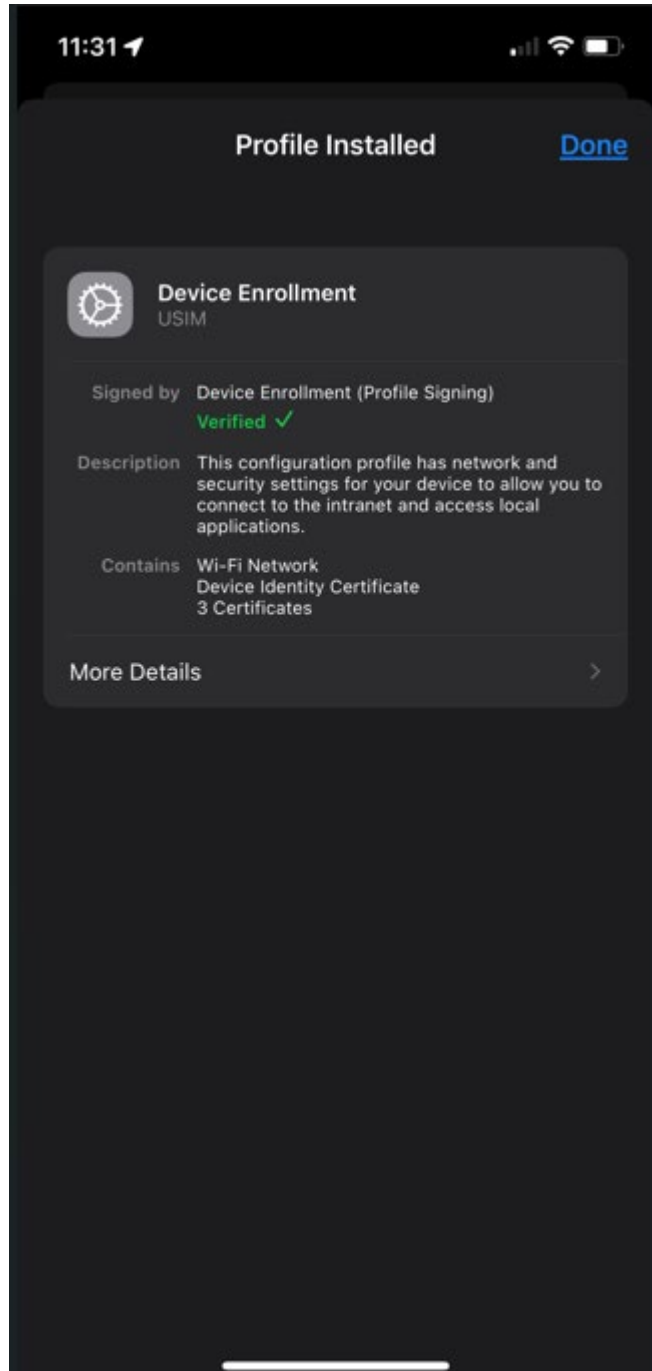 11:31
Profile Installed
Done
Device Enrollment
USIM
Signed by Device Enrollment (Profile Signing)
Verified ✓
Description This configuration profile has network and
security settings for your device to allow you to
connect to the intranet and access local
applications.
Contains Wi-Fi Network
Device Identity Certificate
3 Certificates
More Details